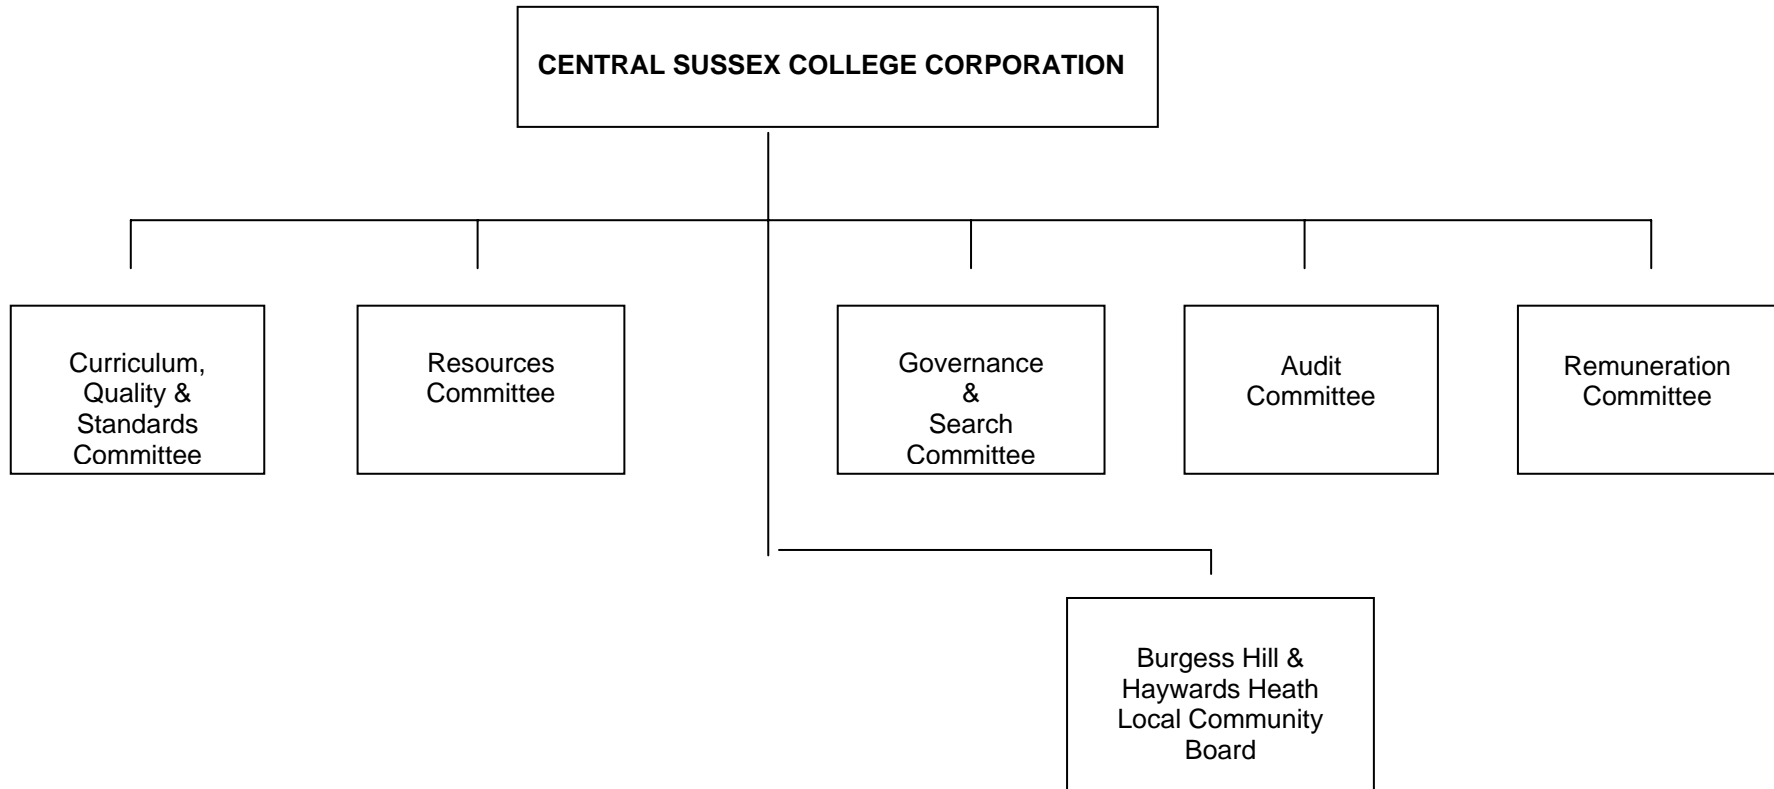 CENTRAL SUSSEX COLLEGE CORPORATION
Curriculum,
Quality &
Standards
Committee
Resources
Committee
Governance
&
Search
Committee
Audit
Committee
Remuneration
Committee
Burgess Hill &
Haywards Heath
Local Community
Board